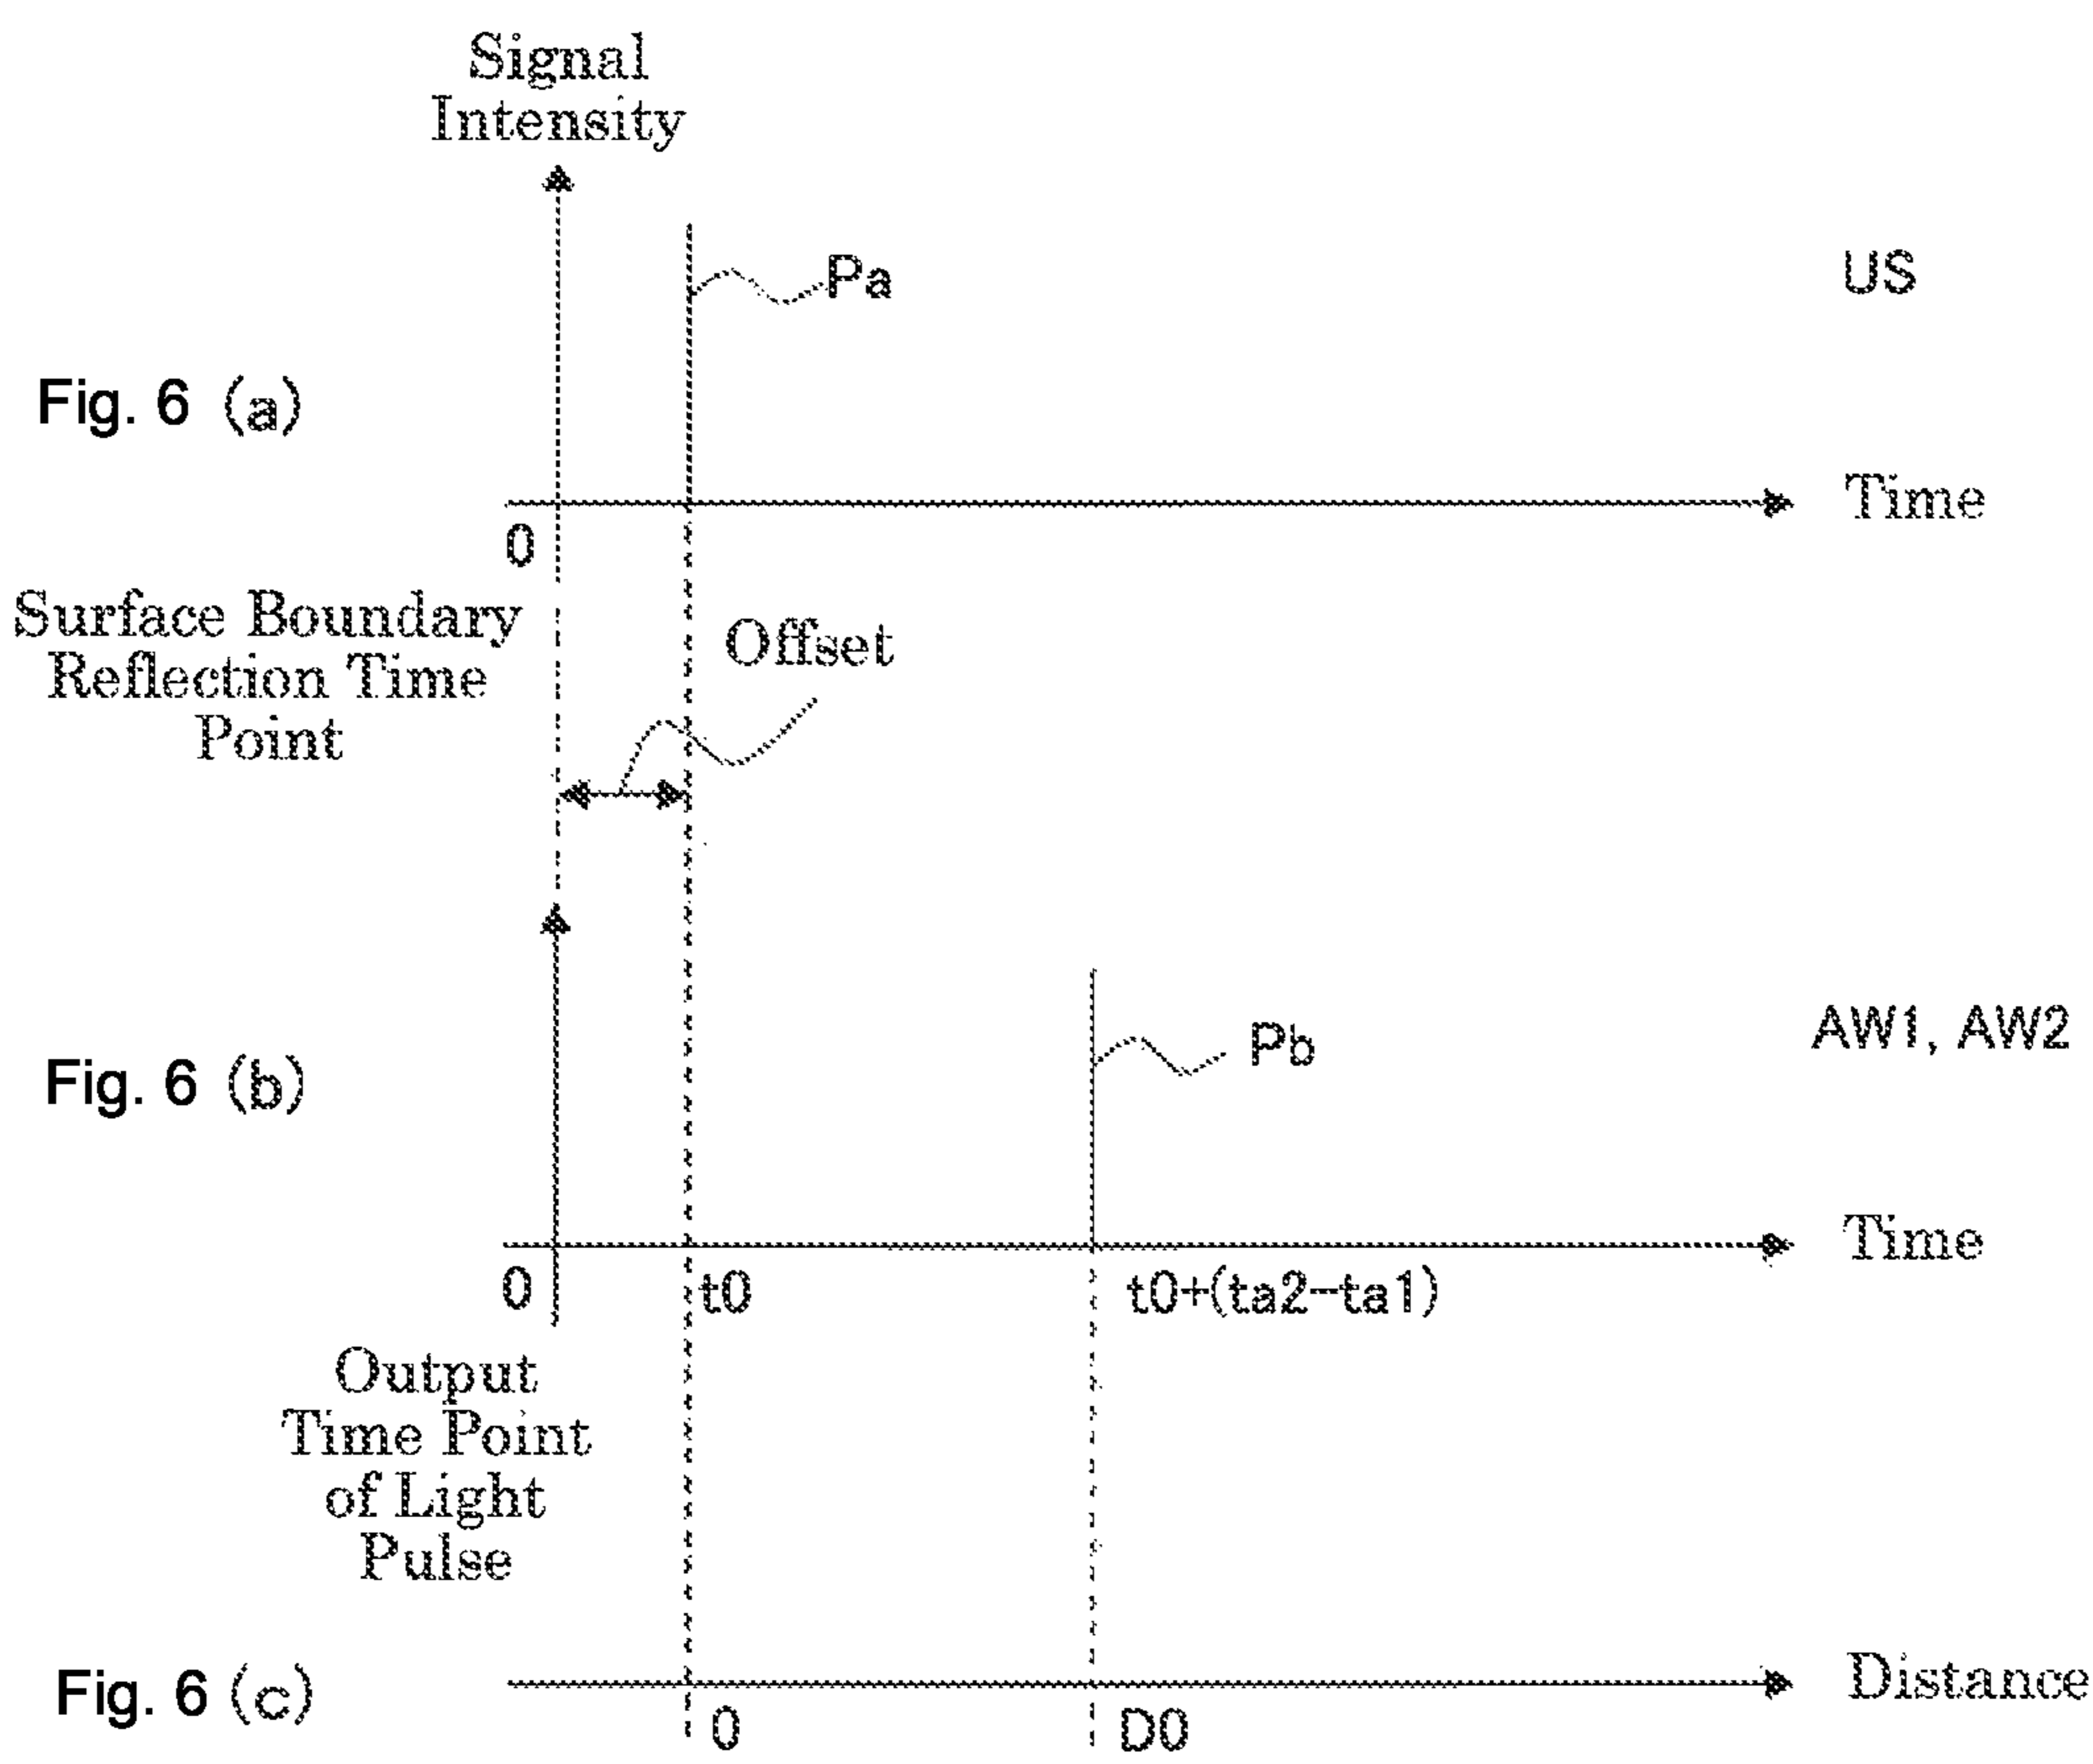 Signal
Intensity
Pa
US
Fig. 6 (a)
Time
0
Surface Boundary
Reflection Time
Point
Offset
Pb
AW1, AW2
Fig. 6 (b)
Time
0
t0
t0+(ta2-ta1)
Output
Time Point
of Light
Pulse
Fig. 6 (c)
Distance
0
D0